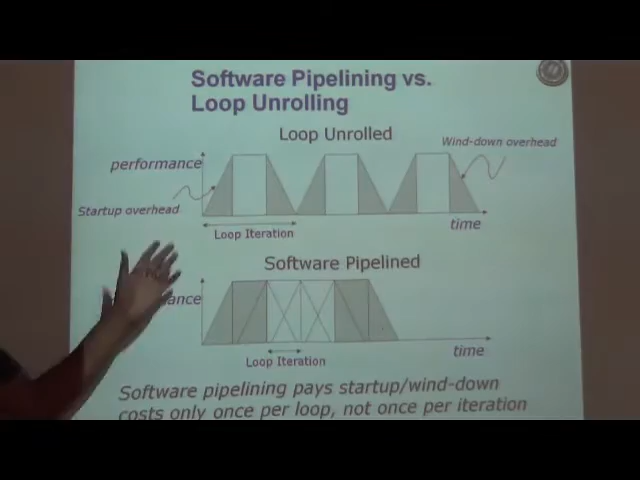 Software Pipelining vs.
Loop Unrolling
Loop Unrolled
Wind-down overhead
performance
Startup overhead
time
Loop Iteration
Software Pipelined
ance
time
Loop Iteration
Software pipelining pays startup/wind-down
costs only once per loop, not once per iteration